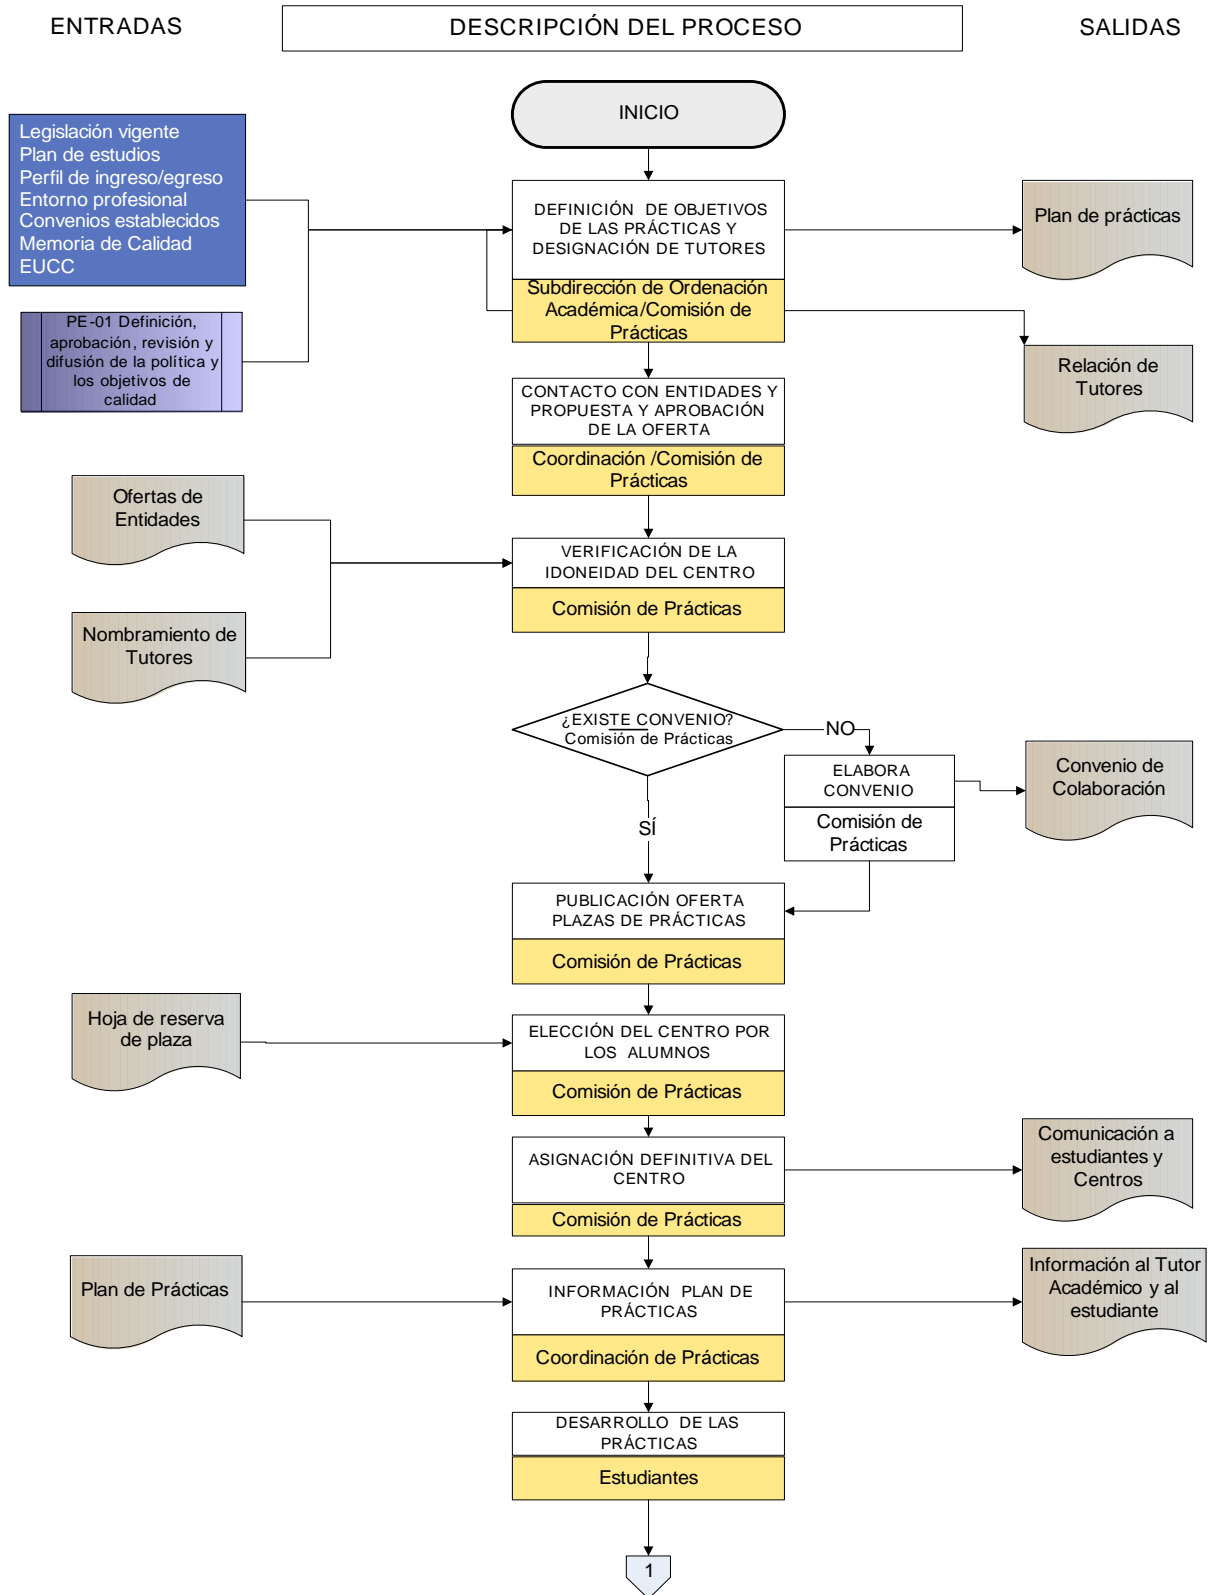 ENTRADAS
DESCRIPCIÓN DEL PROCESO
SALIDAS
INICIO
Legislación vigente
Plan de estudios
Perfil de ingreso/egreso
Entorno profesional
Convenios establecidos
Memoria de Calidad
EUCC
DEFINICIÓN DE OBJETIVOS
DE LAS PRÁCTICAS Y
DESIGNACIÓN DE TUTORES
Subdirección de Ordenación
Académica/Comisión de
Prácticas
Plan de prácticas
PE-01 Definición,
aprobación, revisión y
difusión de la política y
los objetivos de
calidad
Relación de
Tutores
CONTACTO CON ENTIDADES Y
PROPUESTA Y APROBACIÓN
DE LA OFERTA
Coordinación /Comisión de
Prácticas
Ofertas de
Entidades
VERIFICACIÓN DE LA
IDONEIDAD DEL CENTRO
Comisión de Prácticas
Nombramiento de
Tutores
¿EXISTE CONVENIO?
Comisión de Prácticas
NO
SÍ
ELABORA
CONVENIO
Comisión de
Prácticas
Convenio de
Colaboración
PUBLICACIÓN OFERTA
PLAZAS DE PRÁCTICAS
Comisión de Prácticas
Hoja de reserva
de plaza
ELECCIÓN DEL CENTRO POR
LOS ALUMNOS
Comisión de Prácticas
ASIGNACIÓN DEFINITIVA DEL
CENTRO
Comisión de Prácticas
Comunicación a
estudiantes y
Centros
Plan de Prácticas
INFORMACIÓN PLAN DE
PRÁCTICAS
Coordinación de Prácticas
Información al Tutor
Académico y al
estudiante
DESARROLLO DE LAS
PRÁCTICAS
Estudiantes
1